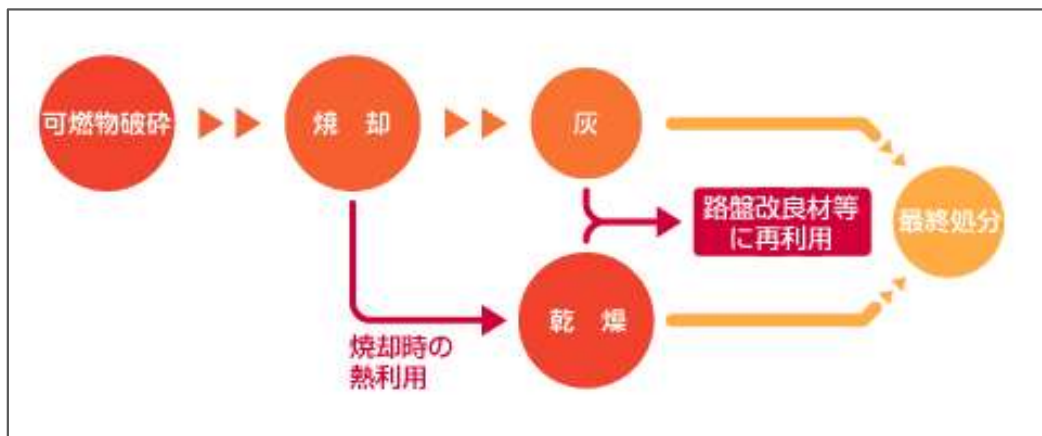 可燃物破砕
焼　却
灰
路盤改良材等
に再利用
最終処分
乾　燥
焼却時の
熱利用